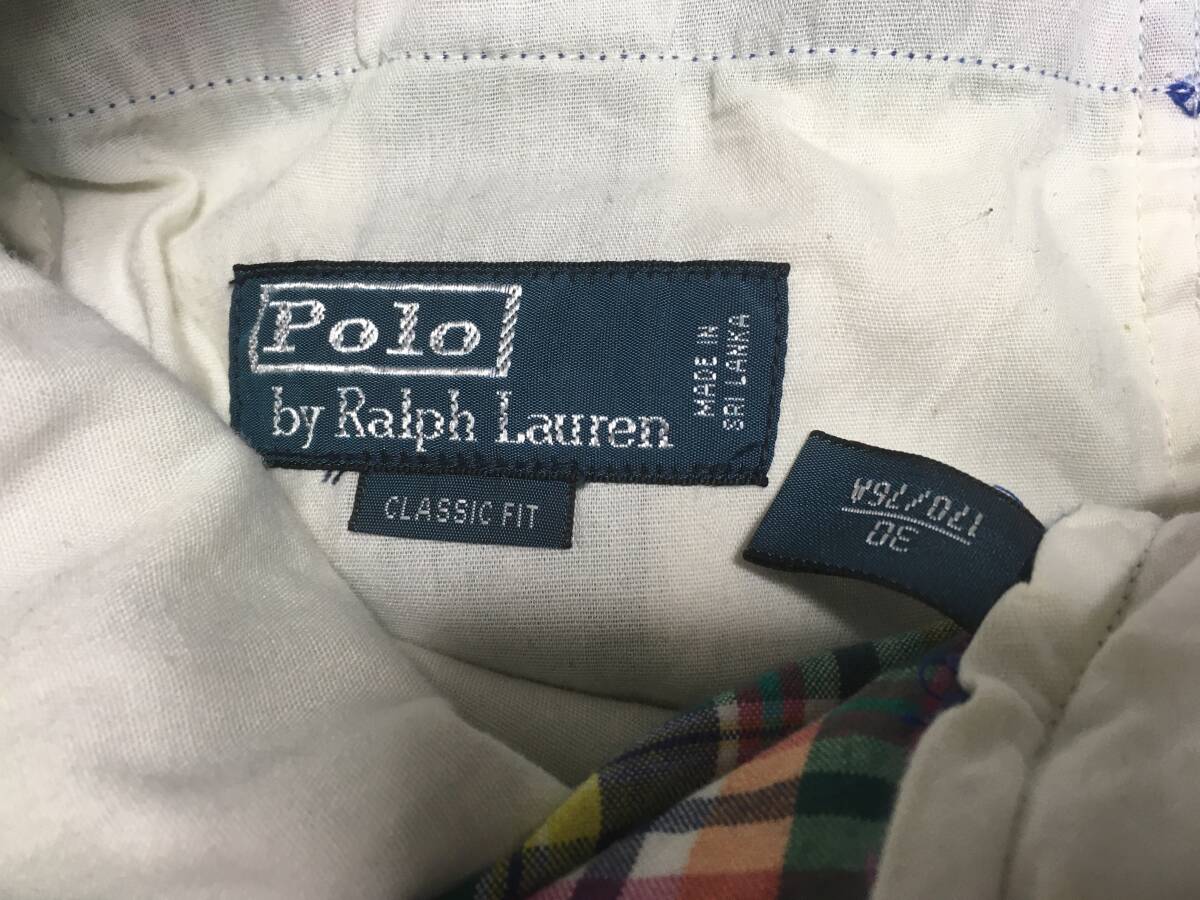 Polo
by Ralph Lauren
MADE IN
SRI LANKA
CLASSIC FIT
30
170/76A